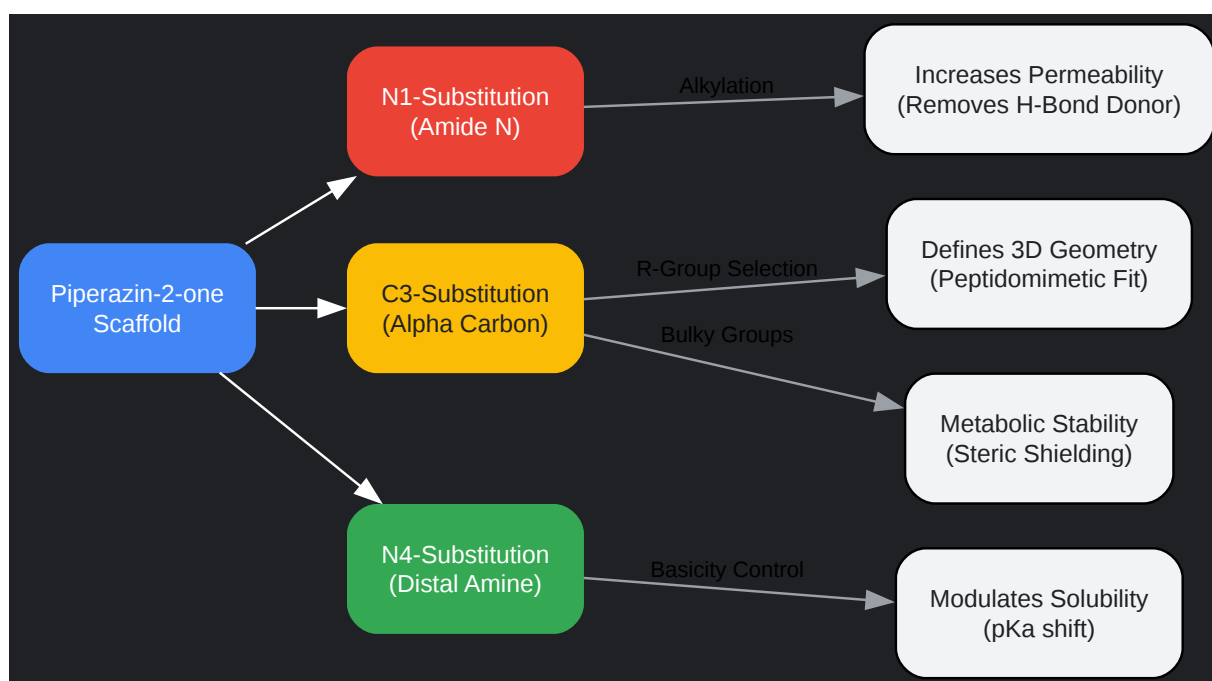 Piperazin-2-one
Scaffold
N1-Substitution
(Amide N)
C3-Substitution
(Alpha Carbon)
N4-Substitution
(Distal Amine)
Alkylation
R-Group Selection
Bulky Groups
Basicity Control
Increases Permeability
(Removes H-Bond Donor)
Defines 3D Geometry
(Peptidomimetic Fit)
Metabolic Stability
(Steric Shielding)
Modulates Solubility
(pKa shift)